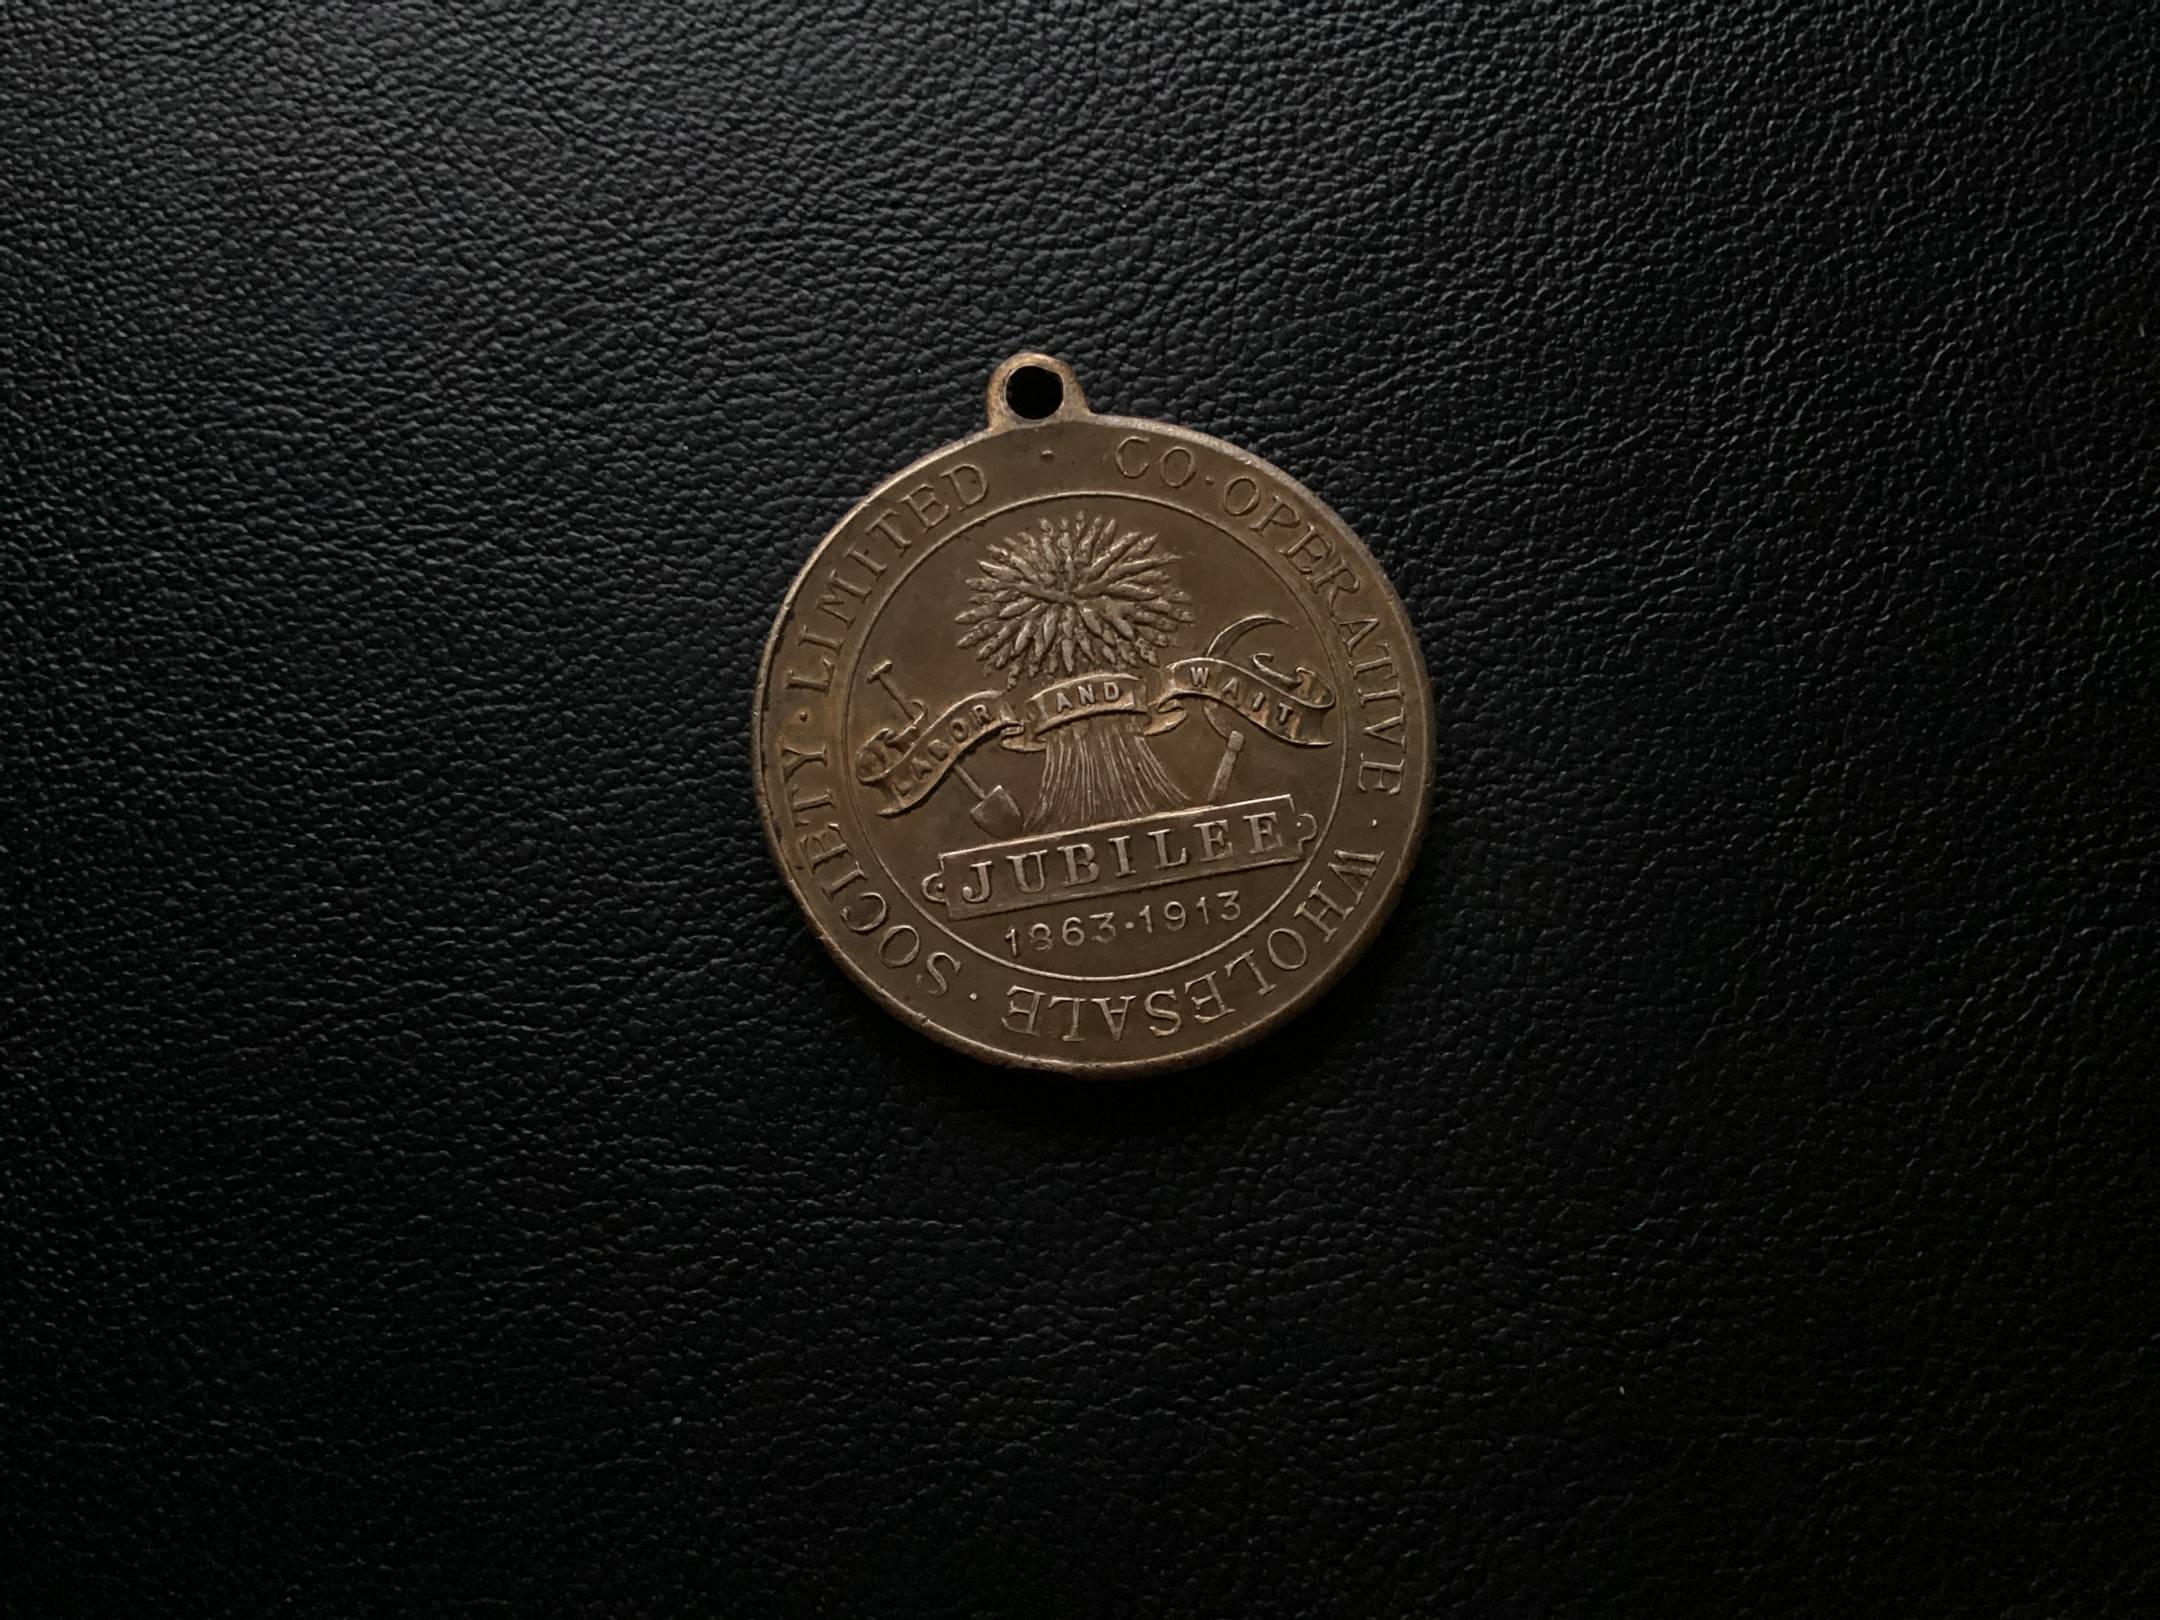 CO·OPERATIVE · WHOLESALE · SOCIETY · LIMITED ·
LABOR AND WAIT
JUBILEE
1863·1913